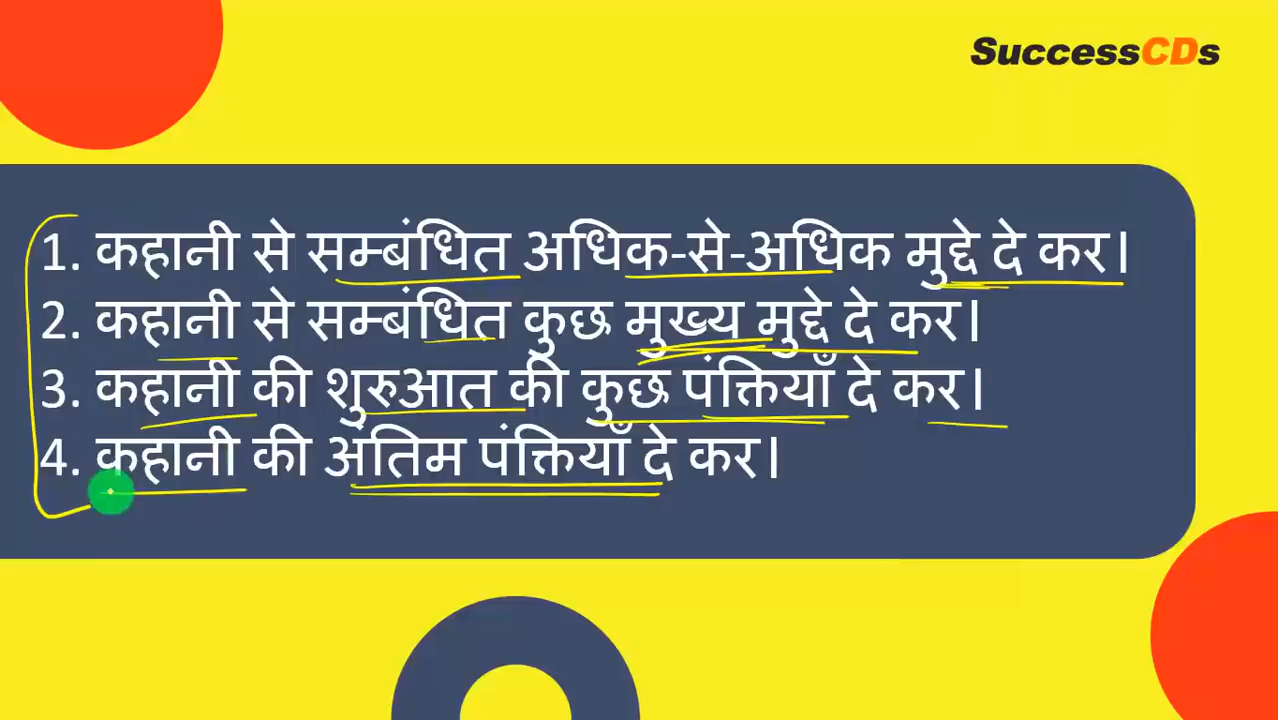 SuccessCDs
1. कहानी से सम्बंधित अधिक-से-अधिक मुद्दे दे कर।
2. कहानी से सम्बंधित कुछ मुख्य मुद्दे दे कर।
3. कहानी की शुरुआत की कुछ पंक्तियाँ दे कर।
4. कहानी की अंतिम पंक्तियाँ दे कर।